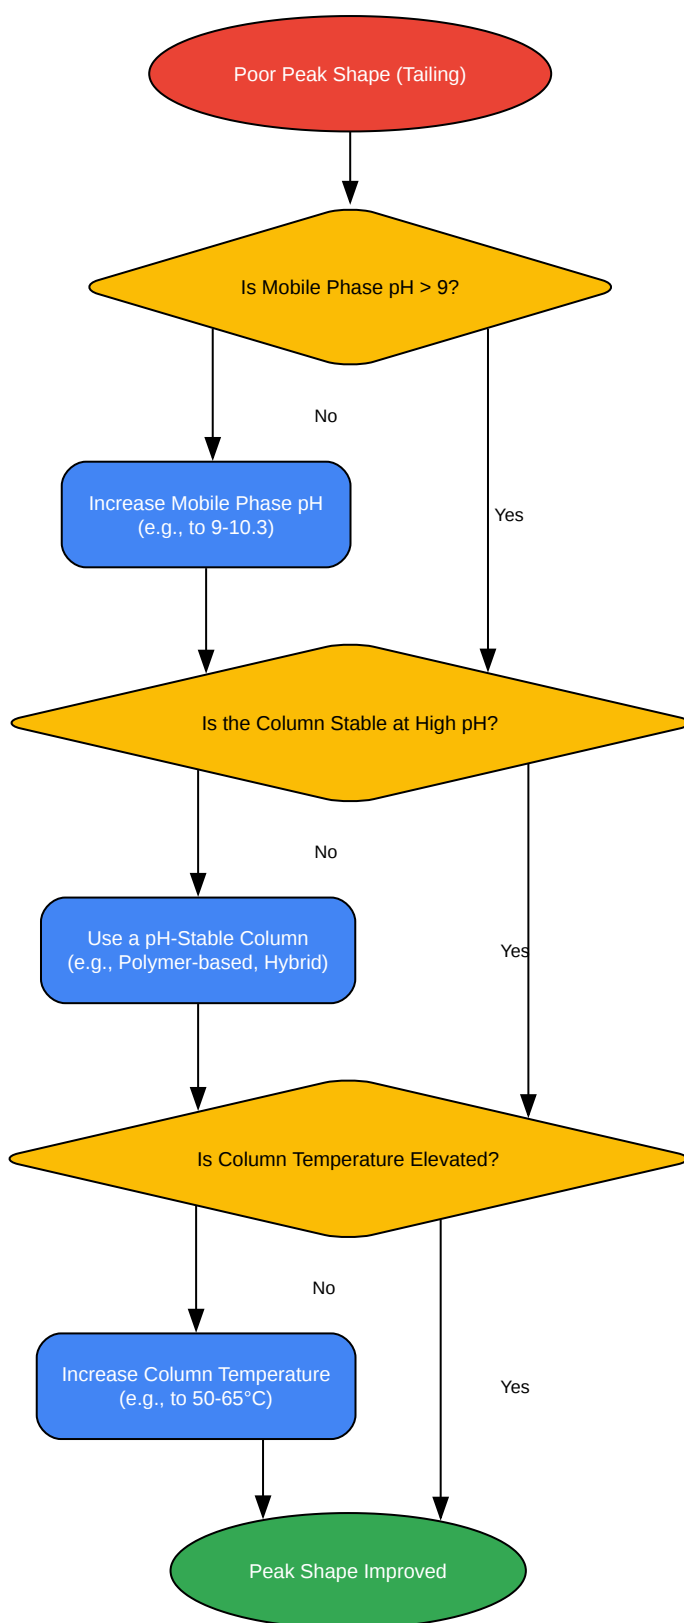 Poor Peak Shape (Tailing)
Is Mobile Phase pH > 9?
No
Increase Mobile Phase pH
(e.g., to 9-10.3)
Yes
Is the Column Stable at High pH?
No
Use a pH-Stable Column
(e.g., Polymer-based, Hybrid)
Yes
Is Column Temperature Elevated?
No
Increase Column Temperature
(e.g., to 50-65°C)
Yes
Peak Shape Improved